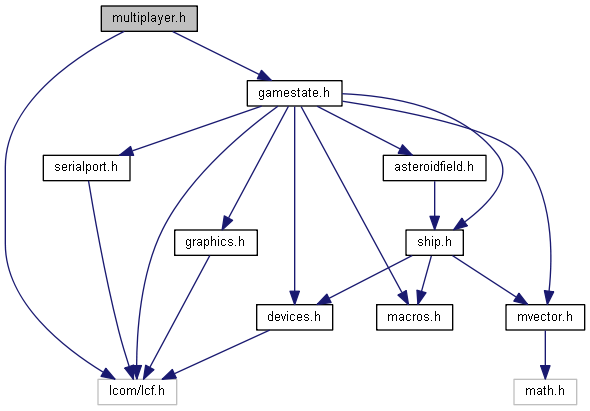 multiplayer.h
gamestate.h
serialport.h
asteroidfield.h
graphics.h
ship.h
devices.h
macros.h
mvector.h
lcom/lcf.h
math.h